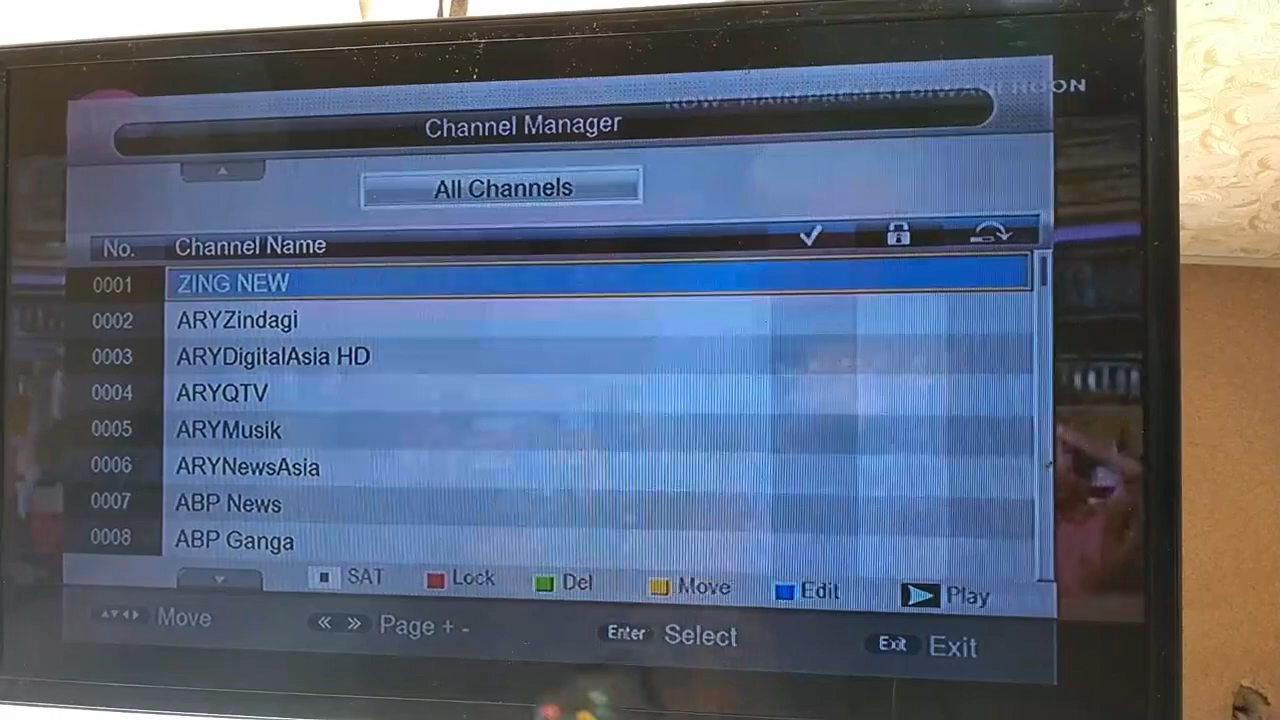 HOON
Channel Manager
All Channels
No. Channel Name
0001 ZING NEW
0002 ARYZindagi
0003 ARYDigitalAsia HD
0004 ARYQTV
0005 ARYMusik
0006 ARYNewsAsia
0007 ABP News
0008 ABP Ganga
SAT Lock Del Move Edit Play
Move Page + - Enter Select Exit Exit